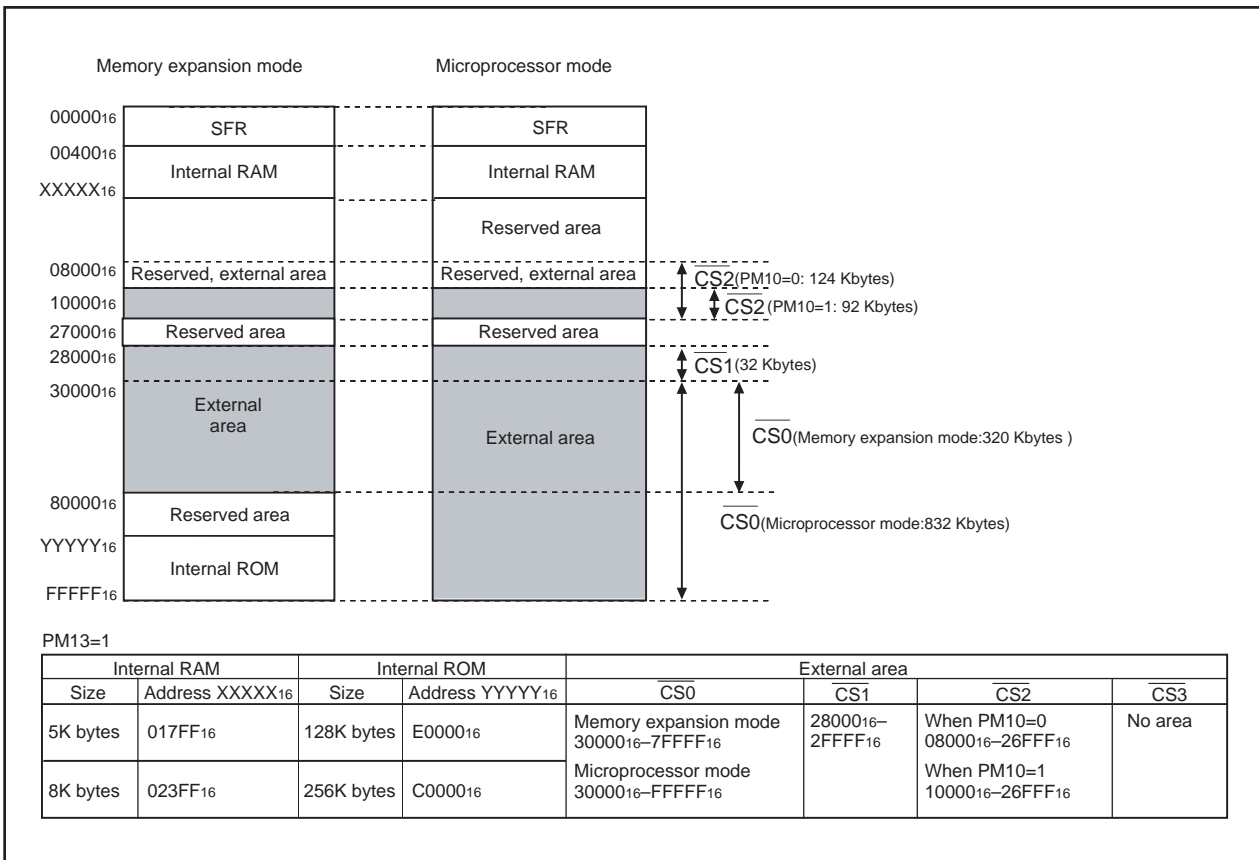 Memory expansion mode Microprocessor mode
0000016 SFR SFR
0040016
Internal RAM Internal RAM
XXXXX16
Reserved area
0800016 Reserved, external area Reserved, external area CS2(PM10=0: 124 Kbytes)
1000016 CS2(PM10=1: 92 Kbytes)
2700016 Reserved area Reserved area
2800016 CS1(32 Kbytes)
3000016
External
area
External area
CS0(Memory expansion mode:320 Kbytes )
8000016
Reserved area
CS0(Microprocessor mode:832 Kbytes)
YYYYY16
Internal ROM
FFFFF16
PM13=1
Internal RAM Internal ROM External area
Size Address XXXXX16 Size Address YYYYY16 CS0 CS1 CS2 CS3
5K bytes 017FF16 128K bytes E000016 Memory expansion mode 2800016– When PM10=0 No area
3000016–7FFFF16 2FFFF16 0800016–26FFF16
8K bytes 023FF16 256K bytes C000016 Microprocessor mode When PM10=1
3000016–FFFFF16 1000016–26FFF16